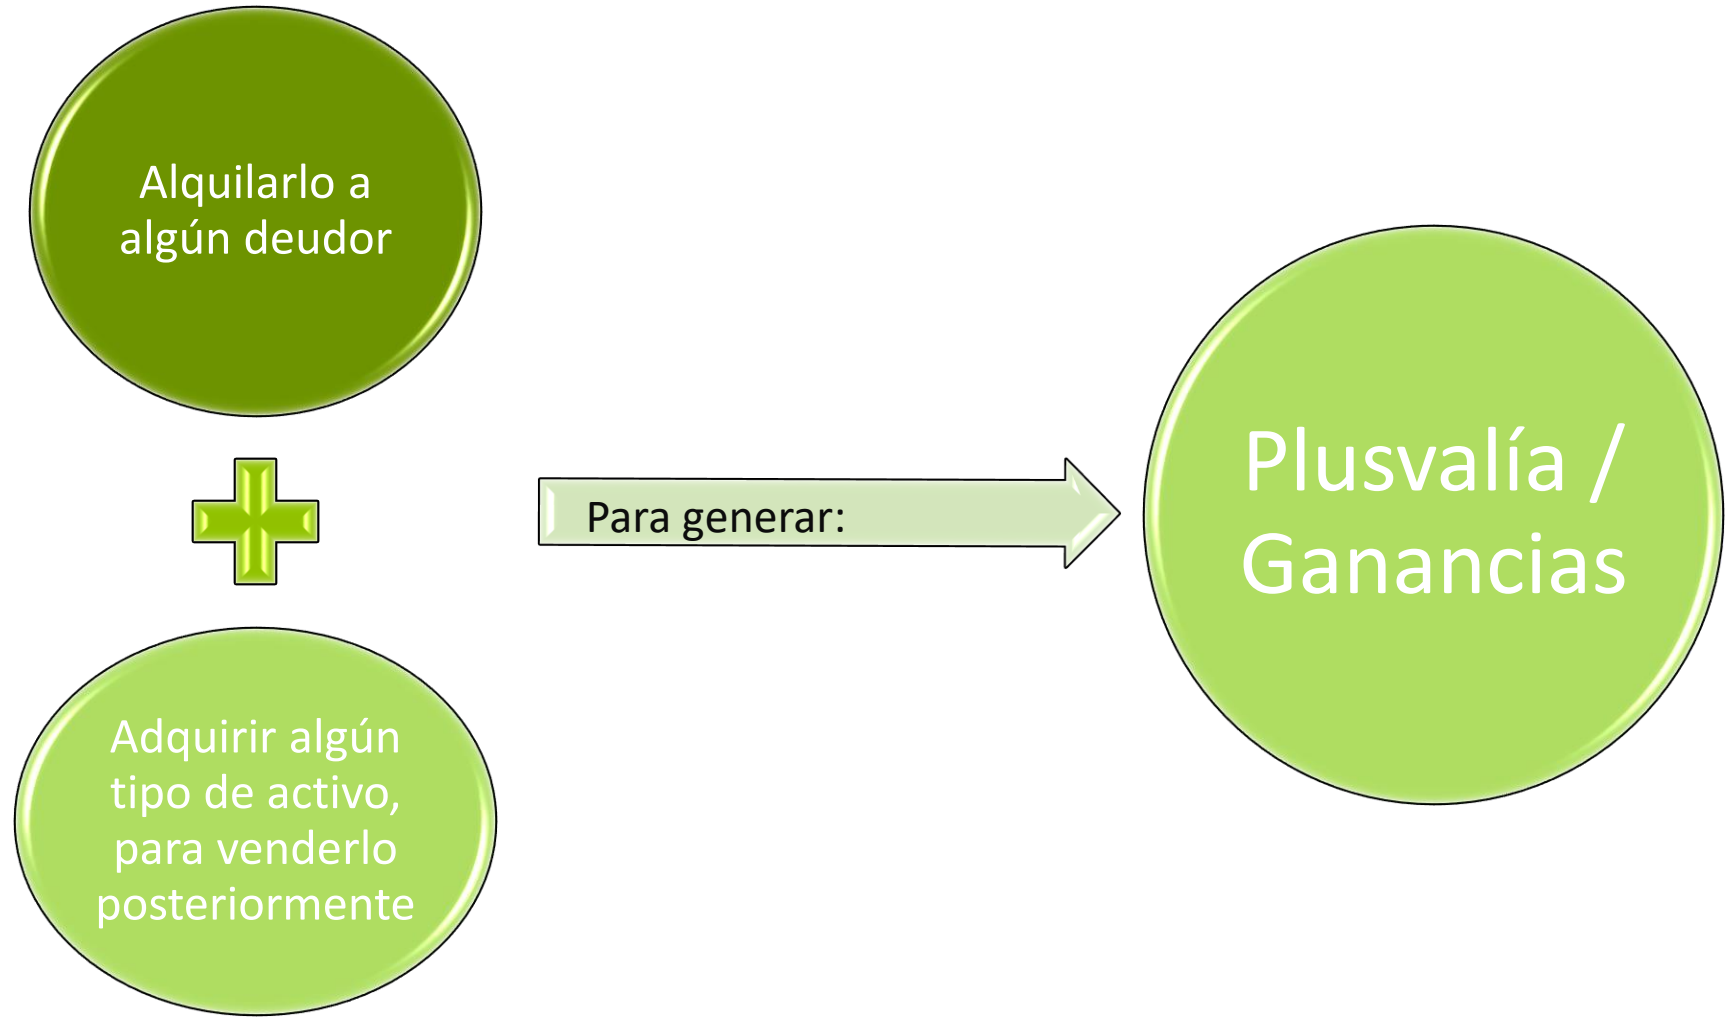 Alquilarlo a
algún deudor
Adquirir algún
tipo de activo,
para venderlo
posteriormente
Para generar:
Plusvalía /
Ganancias